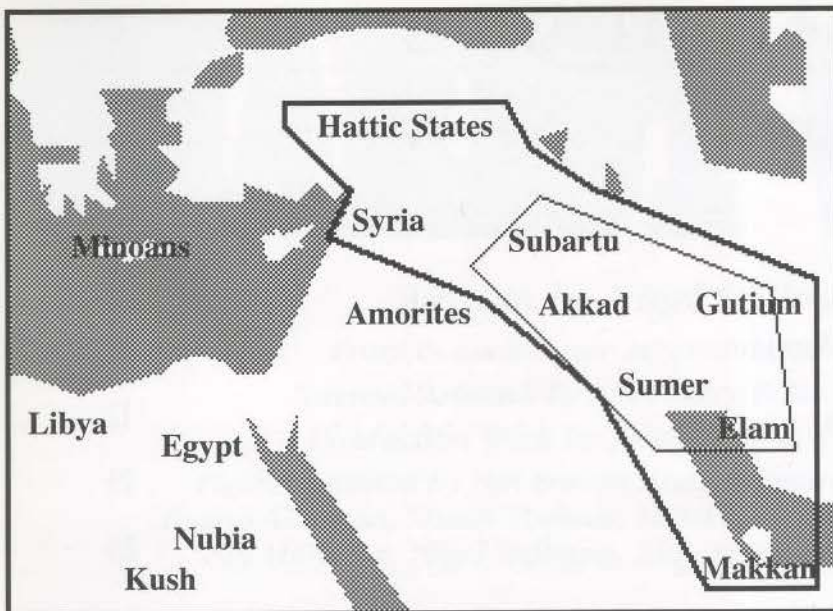 Hattic States
Syria
Minoans
Subartu
Amorites
Akkad
Gutium
Sumer
Libya
Elam
Egypt
Nubia
Makkan
Kush